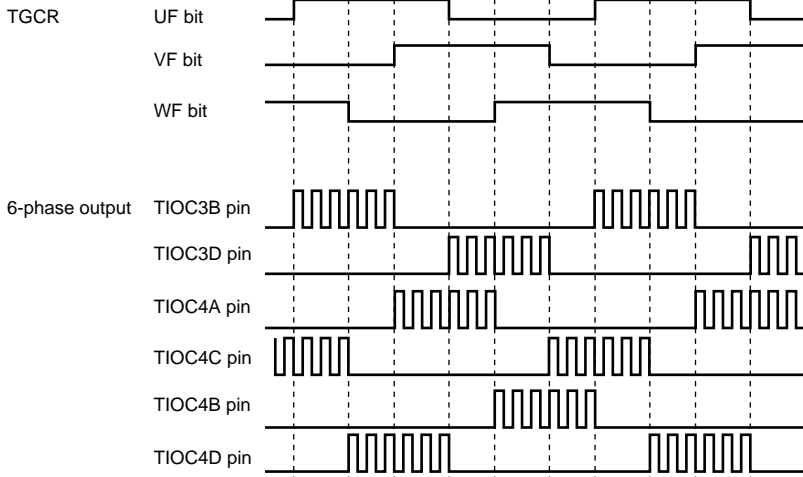 TGCR UF bit
VF bit
WF bit
6-phase output TIOC3B pin
TIOC3D pin
TIOC4A pin
TIOC4C pin
TIOC4B pin
TIOC4D pin